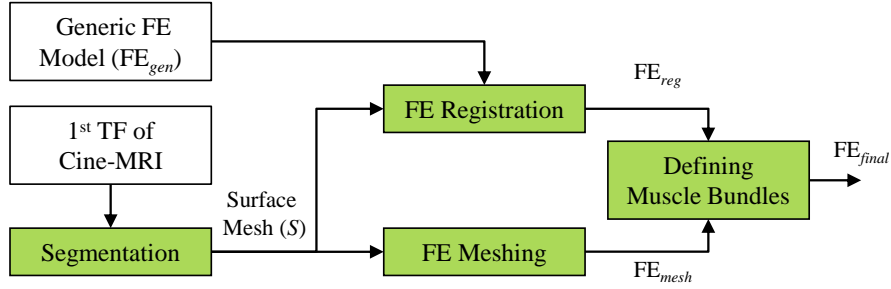 Generic FE
Model (FEgen)
1st TF of
Cine-MRI
Segmentation
Surface
Mesh (S)
FE Registration
FE Meshing
FEreg
FEmesh
Defining
Muscle Bundles
FEfinal